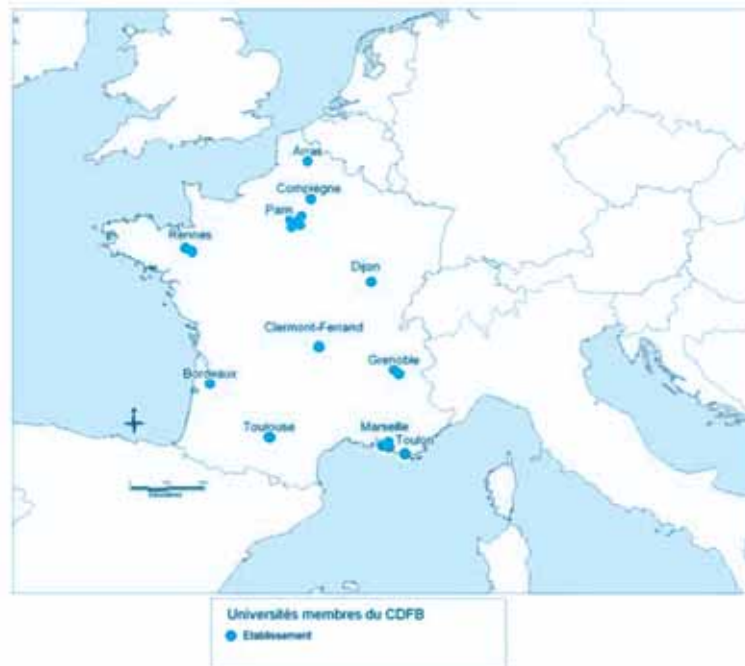 Arras
Compiègne
Paris
Rennes
Dijon
Clermont-Ferrand
Grenoble
Bordeaux
Toulouse
Marseille
Toulon
Universités membres du CDFB
Etablissement